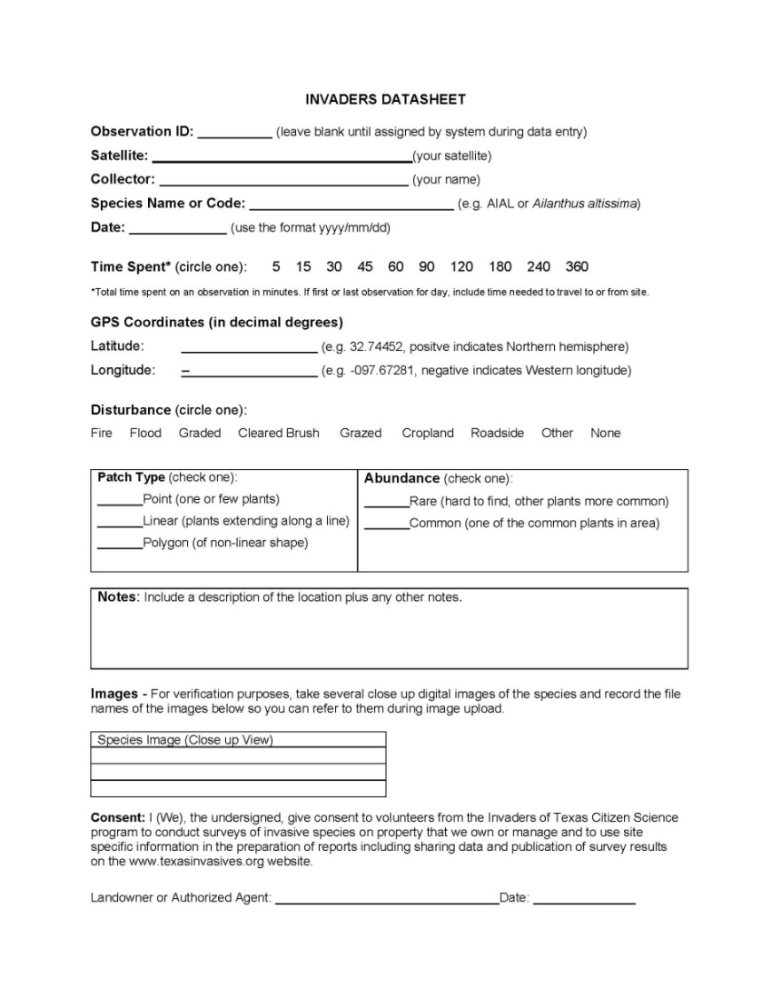 INVADERS DATASHEET
Observation ID: __________ (leave blank until assigned by system during data entry)
Satellite: __________________________________(your satellite)
Collector: _________________________________ (your name)
Species Name or Code: ___________________________ (e.g. AIAL or Ailanthus altissima)
Date: _____________ (use the format yyyy/mm/dd)
Time Spent* (circle one): 5 15 30 45 60 90 120 180 240 360
*Total time spent on an observation in minutes. If first or last observation for day, include time needed to travel to or from site.
GPS Coordinates (in decimal degrees)
Latitude: __________________ (e.g. 32.74452, positve indicates Northern hemisphere)
Longitude: –_________________ (e.g. -097.67281, negative indicates Western longitude)
Disturbance (circle one):
Fire Flood Graded Cleared Brush Grazed Cropland Roadside Other None
Patch Type (check one):
______Point (one or few plants)
______Linear (plants extending along a line)
______Polygon (of non-linear shape)
Abundance (check one):
______Rare (hard to find, other plants more common)
______Common (one of the common plants in area)
Notes: Include a description of the location plus any other notes.
Images - For verification purposes, take several close up digital images of the species and record the file
names of the images below so you can refer to them during image upload.
Species Image (Close up View)
Consent: I (We), the undersigned, give consent to volunteers from the Invaders of Texas Citizen Science
program to conduct surveys of invasive species on property that we own or manage and to use site
specific information in the preparation of reports including sharing data and publication of survey results
on the www.texasinvasives.org website.
Landowner or Authorized Agent: ______________________________Date: ______________